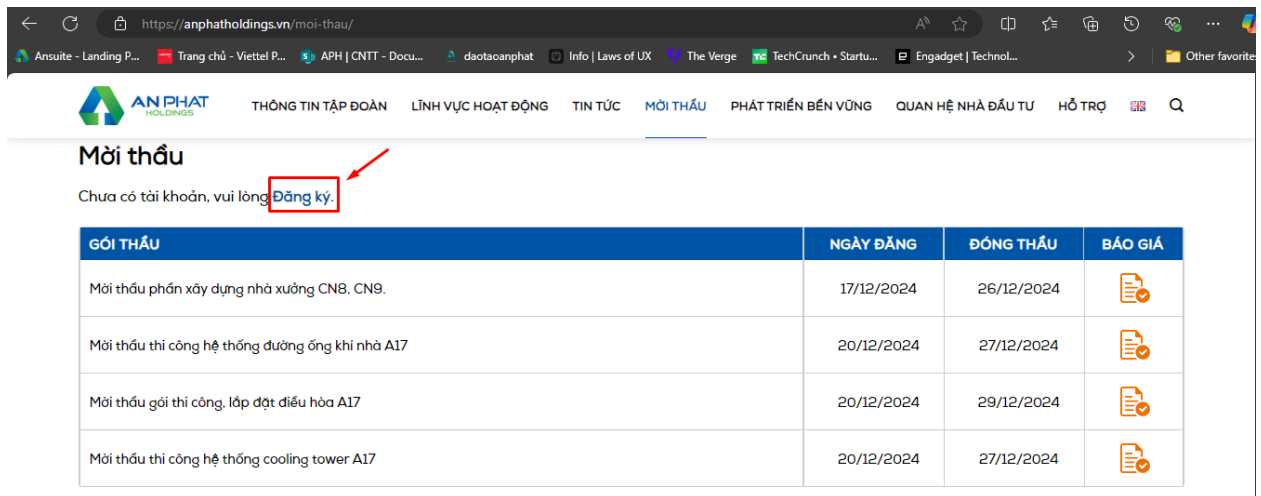 https://anphatholdings.vn/moi-thau/
Ansuite - Landing P... Trang chủ - Viettel P... APH | CNTT - Docu... daotaoanphat Info | Laws of UX The Verge TechCrunch • Startu... Engadget | Technol... Other favorites
AN PHAT
HOLDINGS
THÔNG TIN TẬP ĐOÀN LĨNH VỰC HOẠT ĐỘNG TIN TỨC MỜI THẦU PHÁT TRIỂN BỀN VỮNG QUAN HỆ NHÀ ĐẦU TƯ HỖ TRỢ
Mời thầu
Chưa có tài khoản, vui lòng Đăng ký.
GÓI THẦU NGÀY ĐĂNG ĐÓNG THẦU BÁO GIÁ
Mời thầu phần xây dựng nhà xưởng CN8, CN9. 17/12/2024 26/12/2024
Mời thầu thi công hệ thống đường ống khí nhà A17 20/12/2024 27/12/2024
Mời thầu gói thi công, lắp đặt điều hòa A17 20/12/2024 29/12/2024
Mời thầu thi công hệ thống cooling tower A17 20/12/2024 27/12/2024